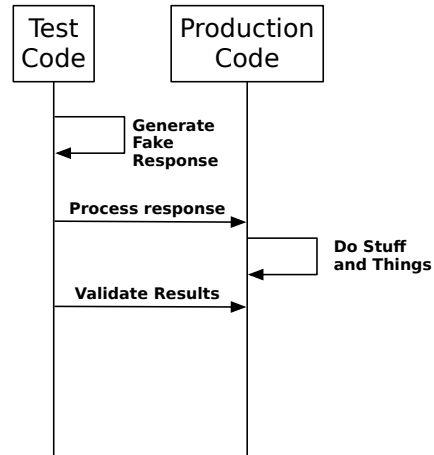 Test
Code
Production
Code
Generate
Fake
Response
Process response
Do Stuff
and Things
Validate Results